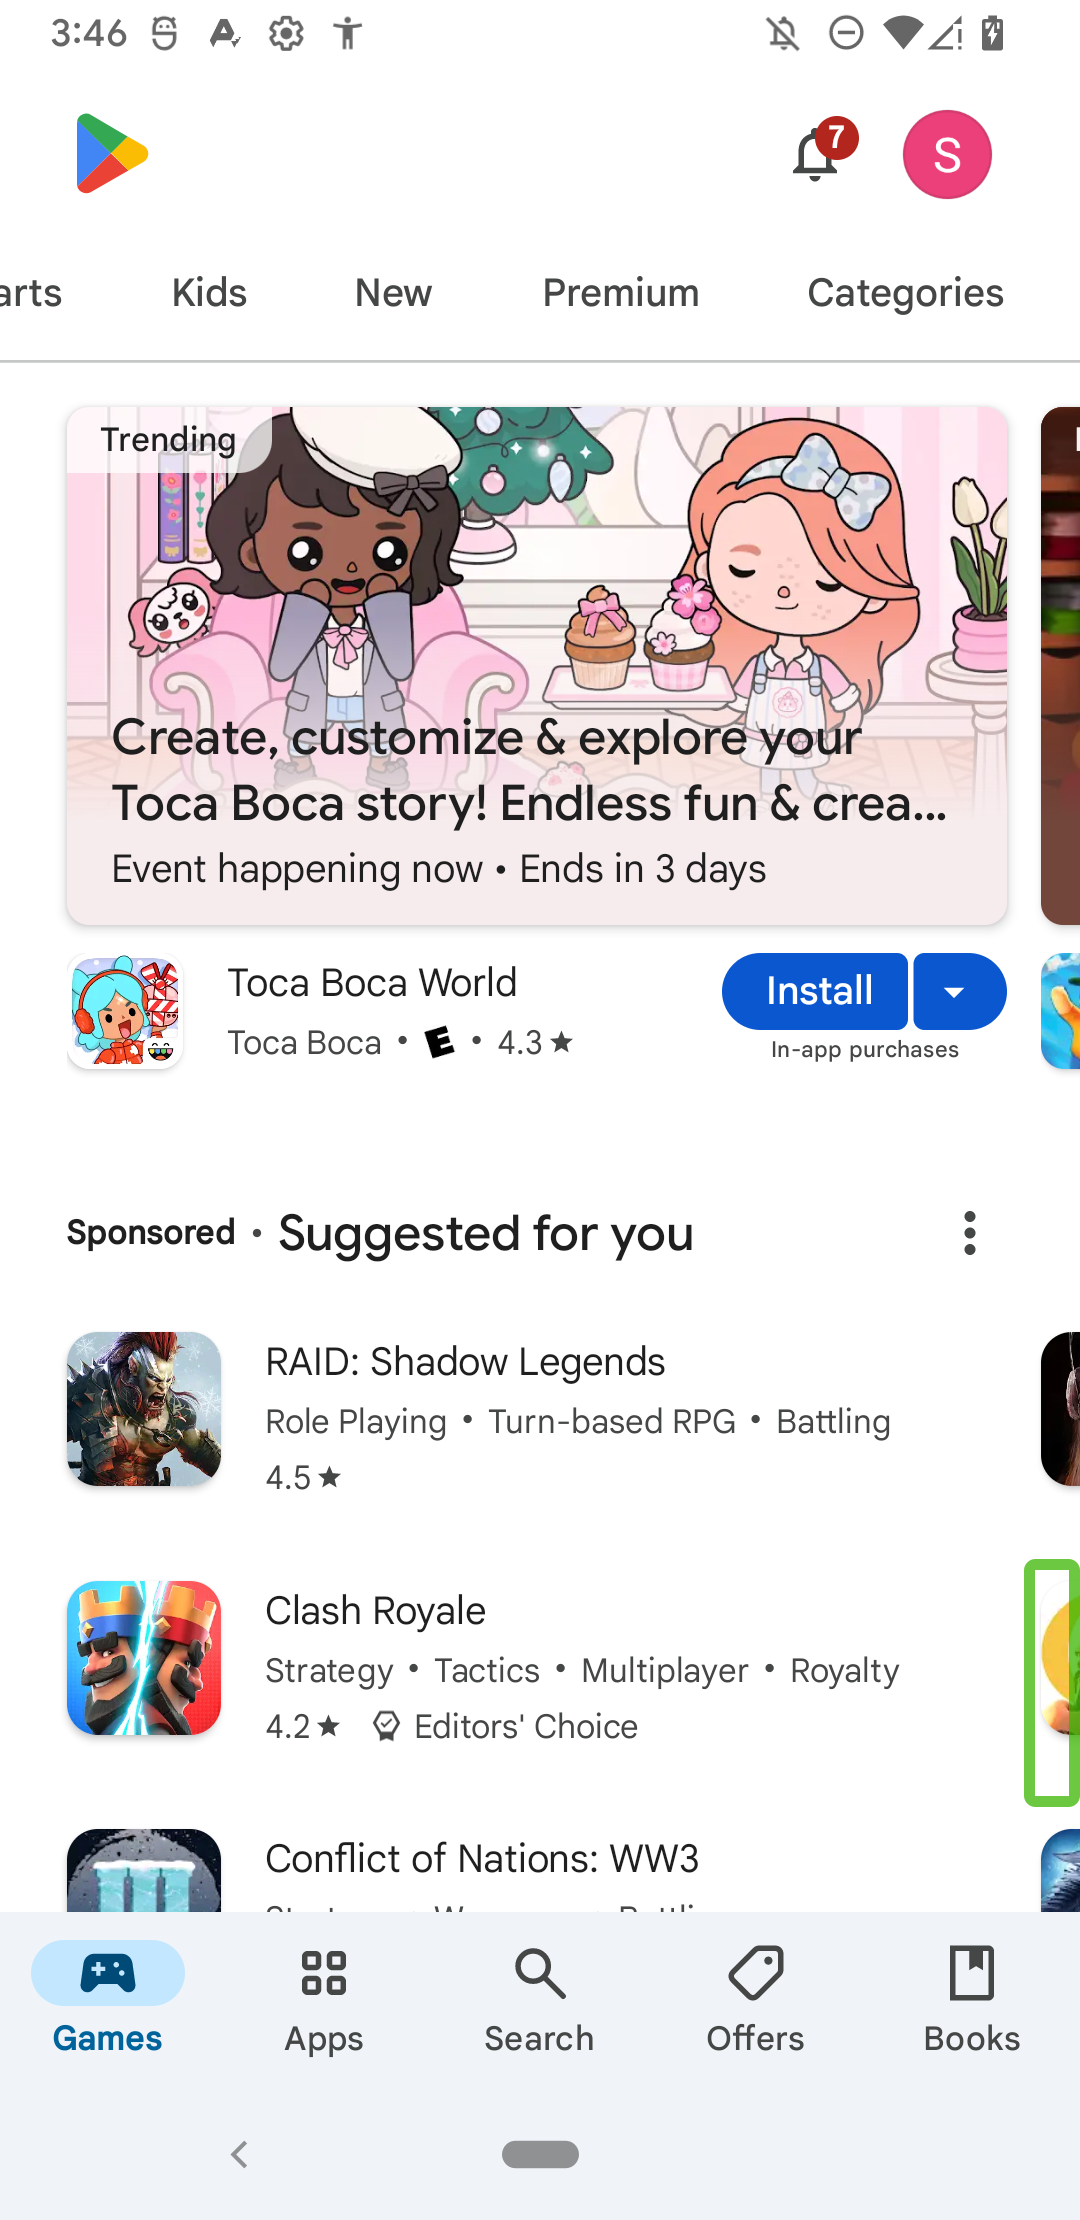 3:46
7
S
arts Kids New Premium Categories
Trending
Create, customize & explore your
Toca Boca story! Endless fun & crea...
Event happening now • Ends in 3 days
Toca Boca World
Toca Boca • E • 4.3★
Install
In-app purchases
Sponsored • Suggested for you
RAID: Shadow Legends
Role Playing • Turn-based RPG • Battling
4.5★
Clash Royale
Strategy • Tactics • Multiplayer • Royalty
4.2★ Editors' Choice
Conflict of Nations: WW3
Games Apps Search Offers Books